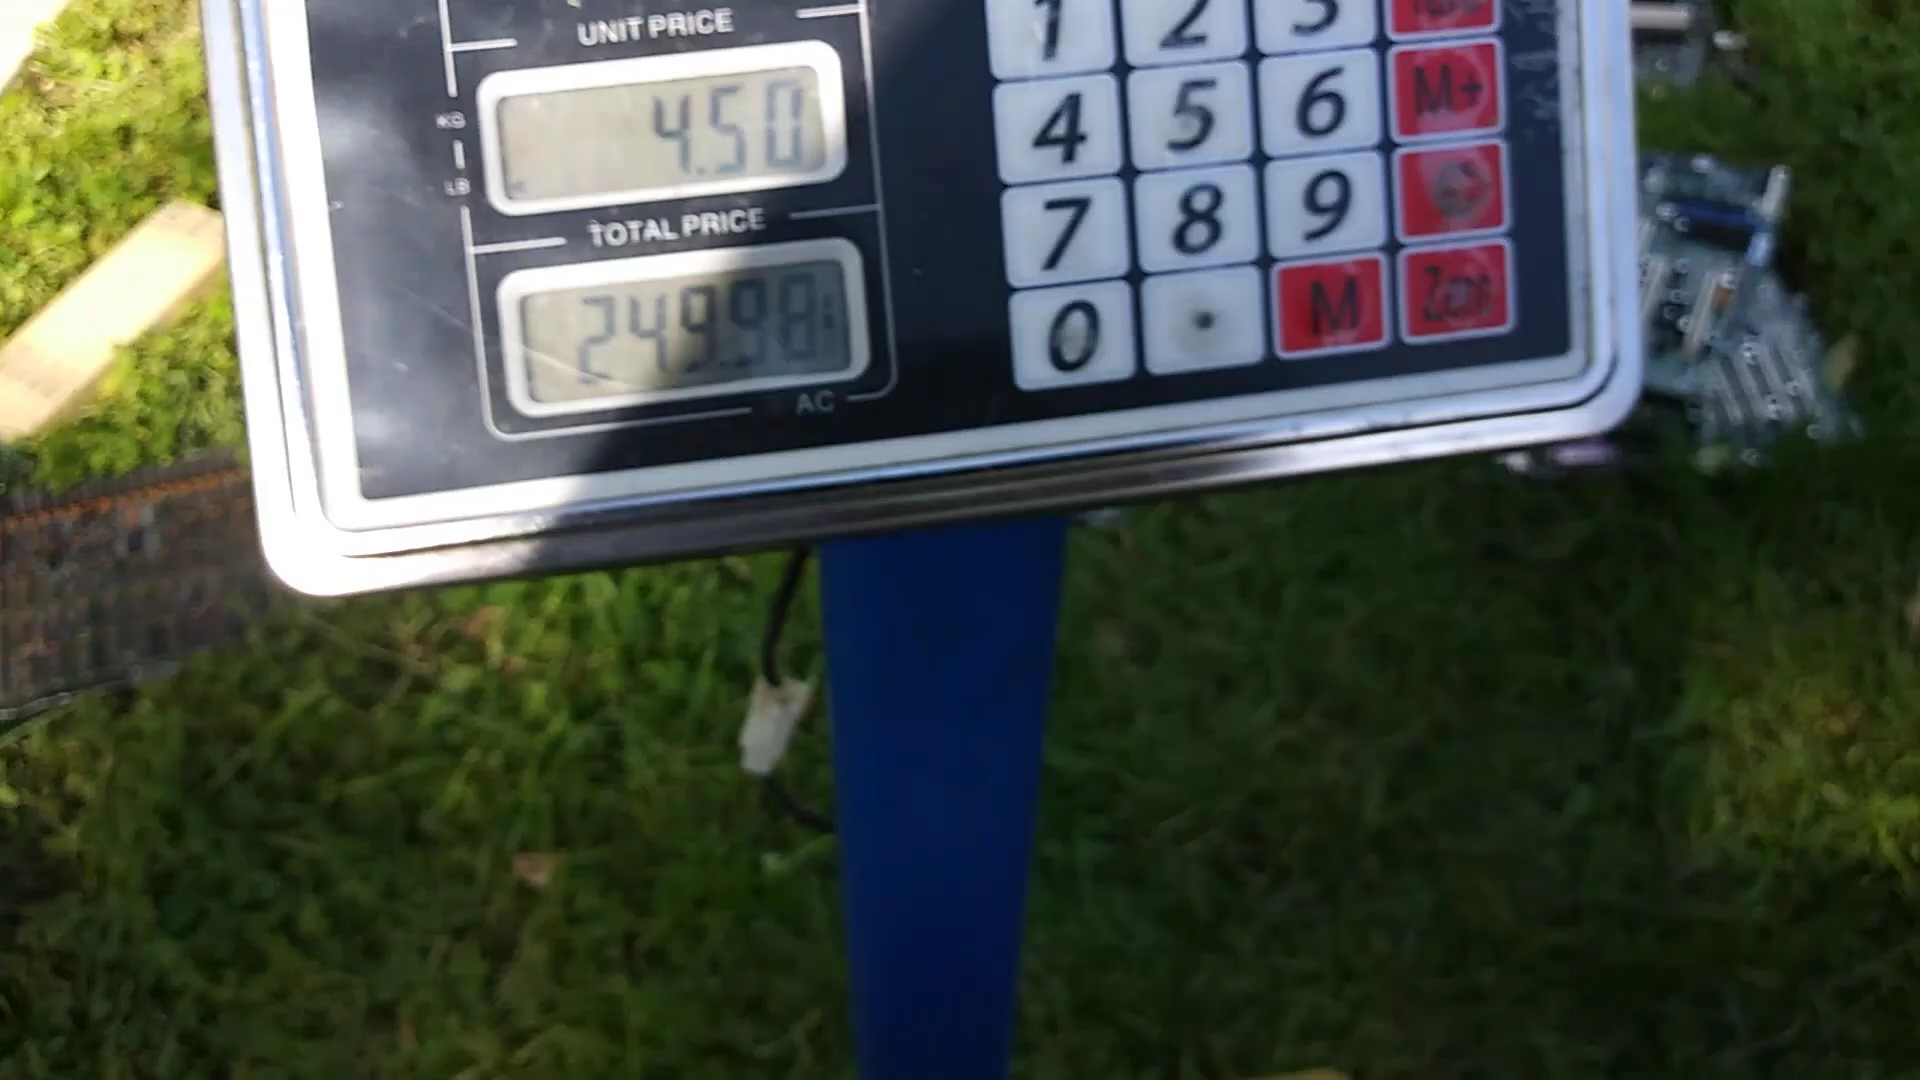 UNIT PRICE
1 2 3
KG
4.50
4 5 6 M+
LB
TOTAL PRICE
7 8 9
249.98
0 . M Zero
AC